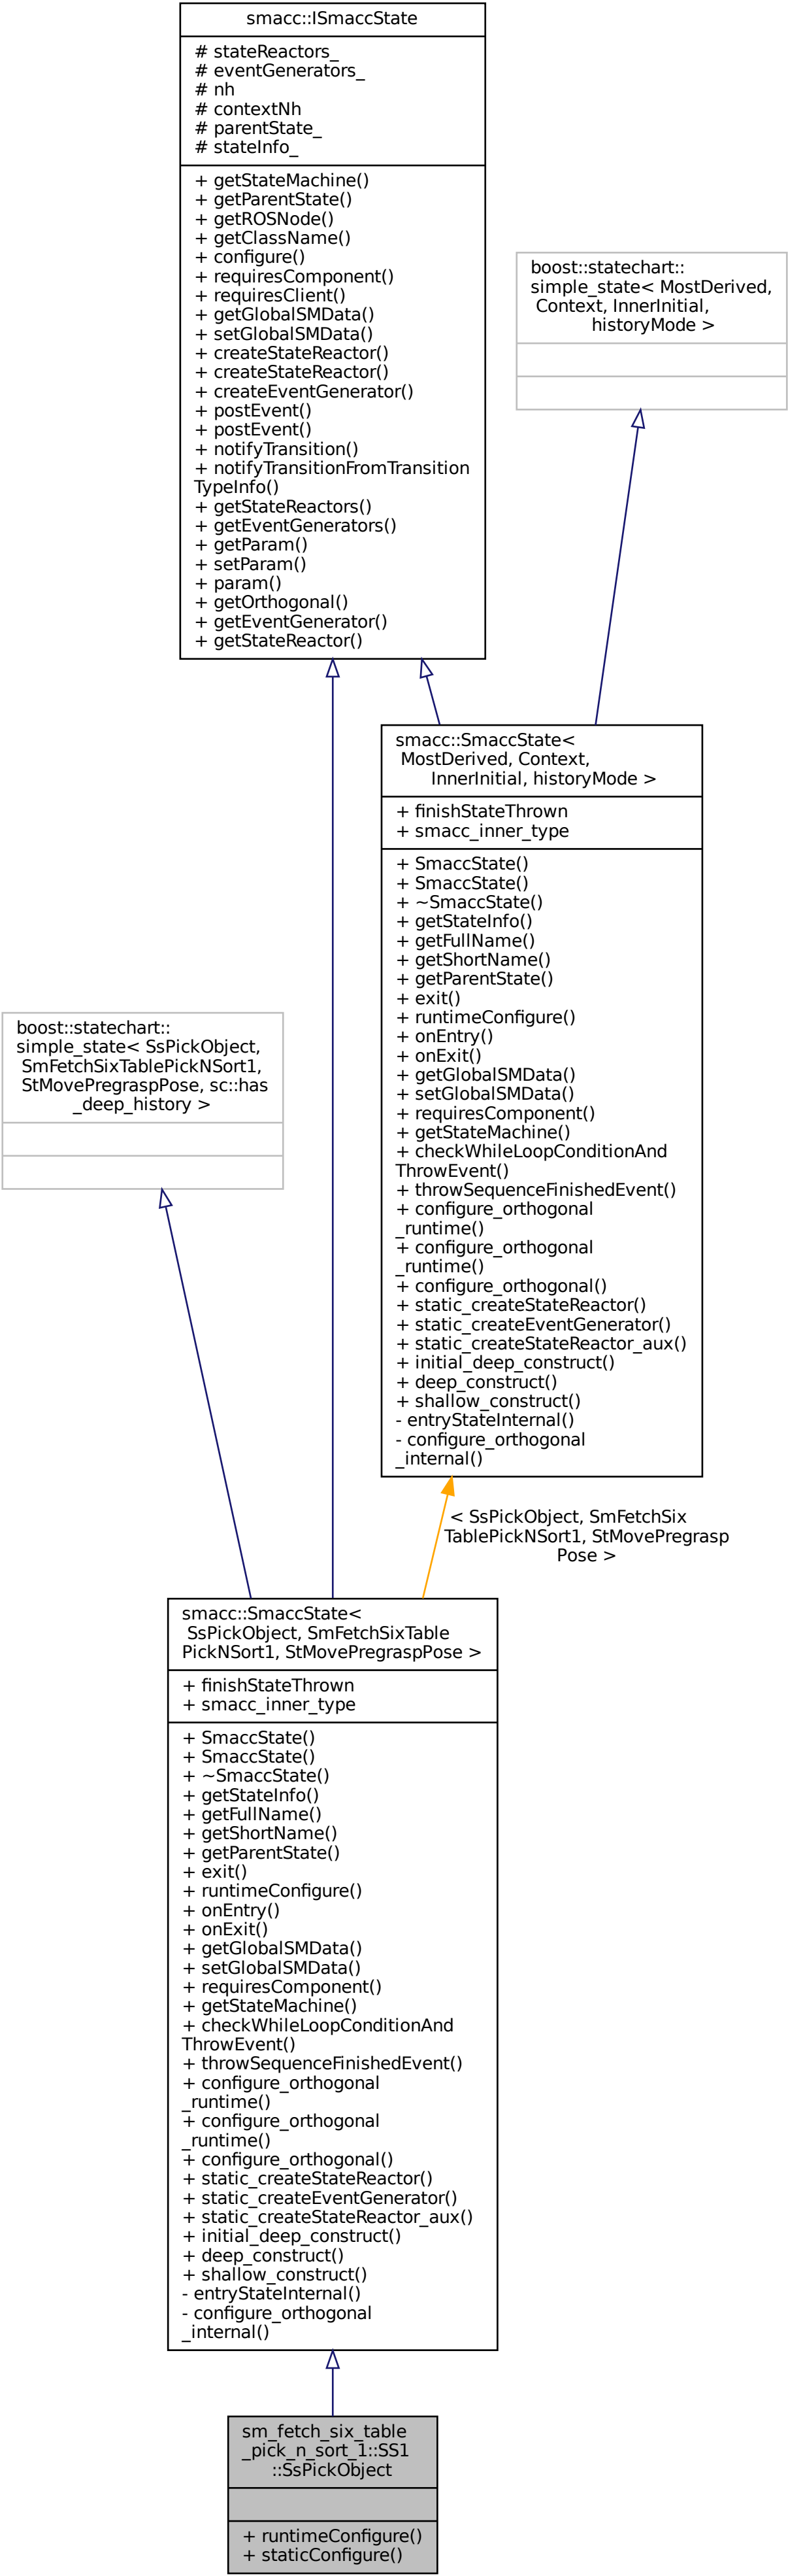 smacc::ISmaccState
# stateReactors_
# eventGenerators_
# nh
# contextNh
# parentState_
# stateInfo_
+ getStateMachine()
+ getParentState()
+ getROSNode()
+ getClassName()
+ configure()
+ requiresComponent()
+ requiresClient()
+ getGlobalSMData()
+ setGlobalSMData()
+ createStateReactor()
+ createStateReactor()
+ createEventGenerator()
+ postEvent()
+ postEvent()
+ notifyTransition()
+ notifyTransitionFromTransition
TypeInfo()
+ getStateReactors()
+ getEventGenerators()
+ getParam()
+ setParam()
+ param()
+ getOrthogonal()
+ getEventGenerator()
+ getStateReactor()
boost::statechart::
simple_state< MostDerived,
Context, InnerInitial,
historyMode >
smacc::SmaccState<
MostDerived, Context,
InnerInitial, historyMode >
+ finishStateThrown
+ smacc_inner_type
+ SmaccState()
+ SmaccState()
+ ~SmaccState()
+ getStateInfo()
+ getFullName()
+ getShortName()
+ getParentState()
+ exit()
+ runtimeConfigure()
+ onEntry()
+ onExit()
+ getGlobalSMData()
+ setGlobalSMData()
+ requiresComponent()
+ getStateMachine()
+ checkWhileLoopConditionAnd
ThrowEvent()
+ throwSequenceFinishedEvent()
+ configure_orthogonal
_runtime()
+ configure_orthogonal
_runtime()
+ configure_orthogonal()
+ static_createStateReactor()
+ static_createEventGenerator()
+ static_createStateReactor_aux()
+ initial_deep_construct()
+ deep_construct()
+ shallow_construct()
- entryStateInternal()
- configure_orthogonal
_internal()
boost::statechart::
simple_state< SsPickObject,
SmFetchSixTablePickNSort1,
StMovePregraspPose, sc::has
_deep_history >
< SsPickObject, SmFetchSix
TablePickNSort1, StMovePregrasp
Pose >
smacc::SmaccState<
SsPickObject, SmFetchSixTable
PickNSort1, StMovePregraspPose >
+ finishStateThrown
+ smacc_inner_type
+ SmaccState()
+ SmaccState()
+ ~SmaccState()
+ getStateInfo()
+ getFullName()
+ getShortName()
+ getParentState()
+ exit()
+ runtimeConfigure()
+ onEntry()
+ onExit()
+ getGlobalSMData()
+ setGlobalSMData()
+ requiresComponent()
+ getStateMachine()
+ checkWhileLoopConditionAnd
ThrowEvent()
+ throwSequenceFinishedEvent()
+ configure_orthogonal
_runtime()
+ configure_orthogonal
_runtime()
+ configure_orthogonal()
+ static_createStateReactor()
+ static_createEventGenerator()
+ static_createStateReactor_aux()
+ initial_deep_construct()
+ deep_construct()
+ shallow_construct()
- entryStateInternal()
- configure_orthogonal
_internal()
sm_fetch_six_table
_pick_n_sort_1::SS1
::SsPickObject
+ runtimeConfigure()
+ staticConfigure()